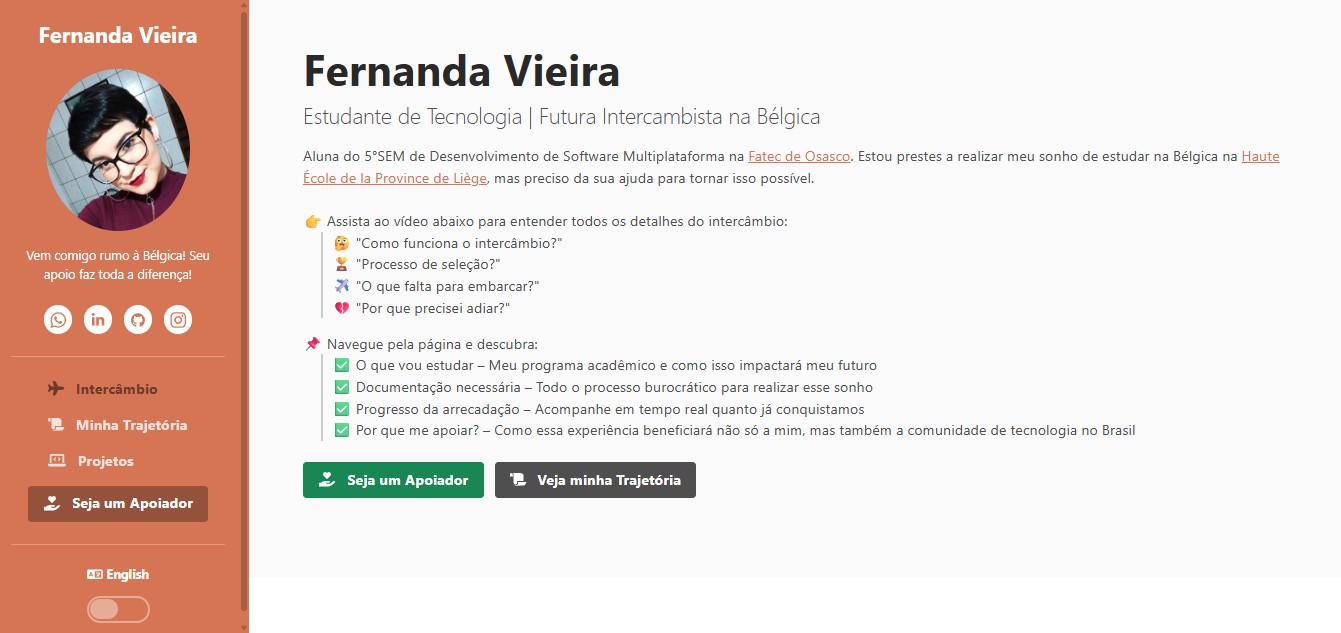 Fernanda Vieira
Vem comigo rumo à Bélgica! Seu
apoio faz toda a diferença!
Intercâmbio
Minha Trajetória
Projetos
Seja um Apoiador
English
Fernanda Vieira
Estudante de Tecnologia | Futura Intercambista na Bélgica
Aluna do 5°SEM de Desenvolvimento de Software Multiplataforma na Fatec de Osasco. Estou prestes a realizar meu sonho de estudar na Bélgica na Haute
École de la Province de Liège, mas preciso da sua ajuda para tornar isso possível.
👉 Assista ao vídeo abaixo para entender todos os detalhes do intercâmbio:
🤔 "Como funciona o intercâmbio?"
🏆 "Processo de seleção?"
✈️ "O que falta para embarcar?"
💔 "Por que precisei adiar?"
📌 Navegue pela página e descubra:
✅ O que vou estudar – Meu programa acadêmico e como isso impactará meu futuro
✅ Documentação necessária – Todo o processo burocrático para realizar esse sonho
✅ Progresso da arrecadação – Acompanhe em tempo real quanto já conquistamos
✅ Por que me apoiar? – Como essa experiência beneficiará não só a mim, mas também a comunidade de tecnologia no Brasil
Seja um Apoiador
Veja minha Trajetória